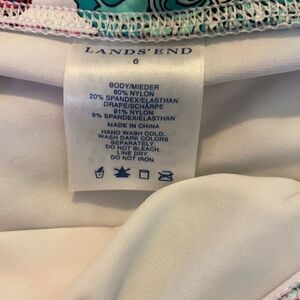 LANDS' END
6
BODY/MIEDER
80% NYLON
20% SPANDEX/ELASTHAN
DRAPE/SCHÄRPE
91% NYLON
9% SPANDEX/ELASTHAN
MADE IN CHINA
HAND WASH COLD.
WASH DARK COLORS
SEPARATELY.
DO NOT BLEACH.
LINE DRY.
DO NOT IRON.